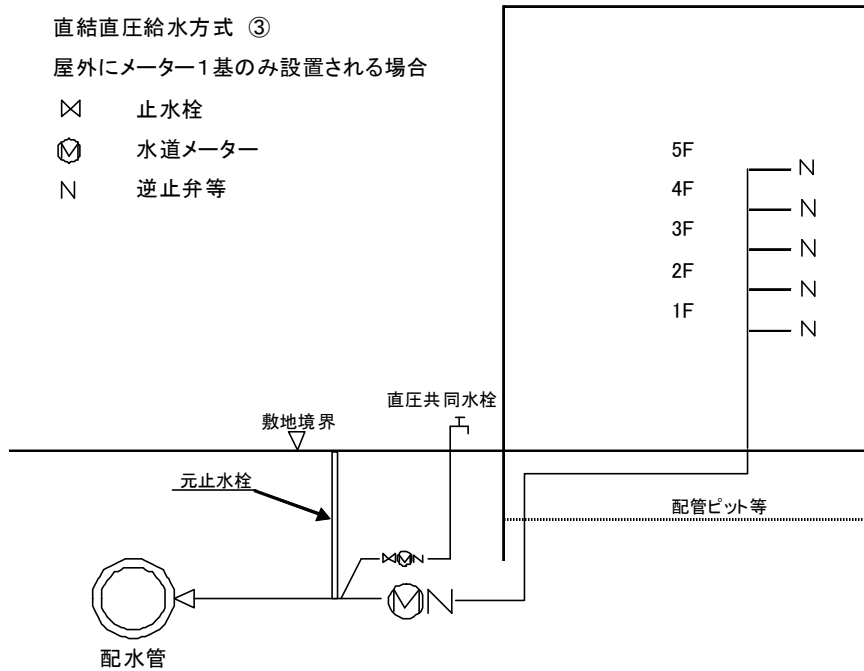 直結直圧給水方式 ③
屋外にメーター1基のみ設置される場合
止水栓
M 水道メーター
N 逆止弁等
5F
N
4F
N
3F
N
2F
N
1F
N
直圧共同水栓
敷地境界
元止水栓
配管ピット等
M N
M N
配水管